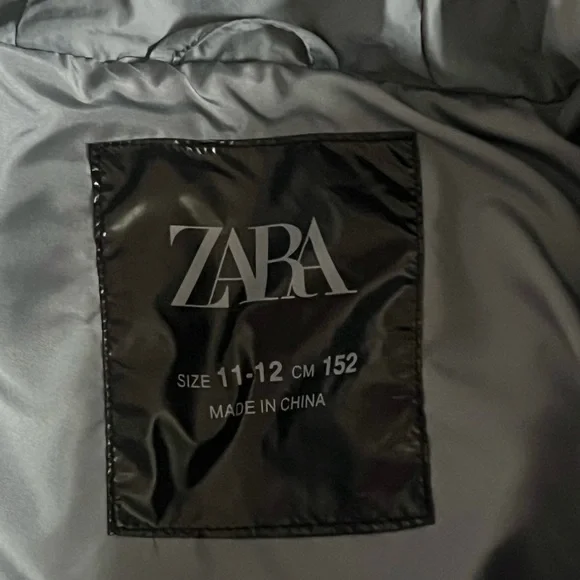 ZARA
SIZE 11-12 CM 152
MADE IN CHINA